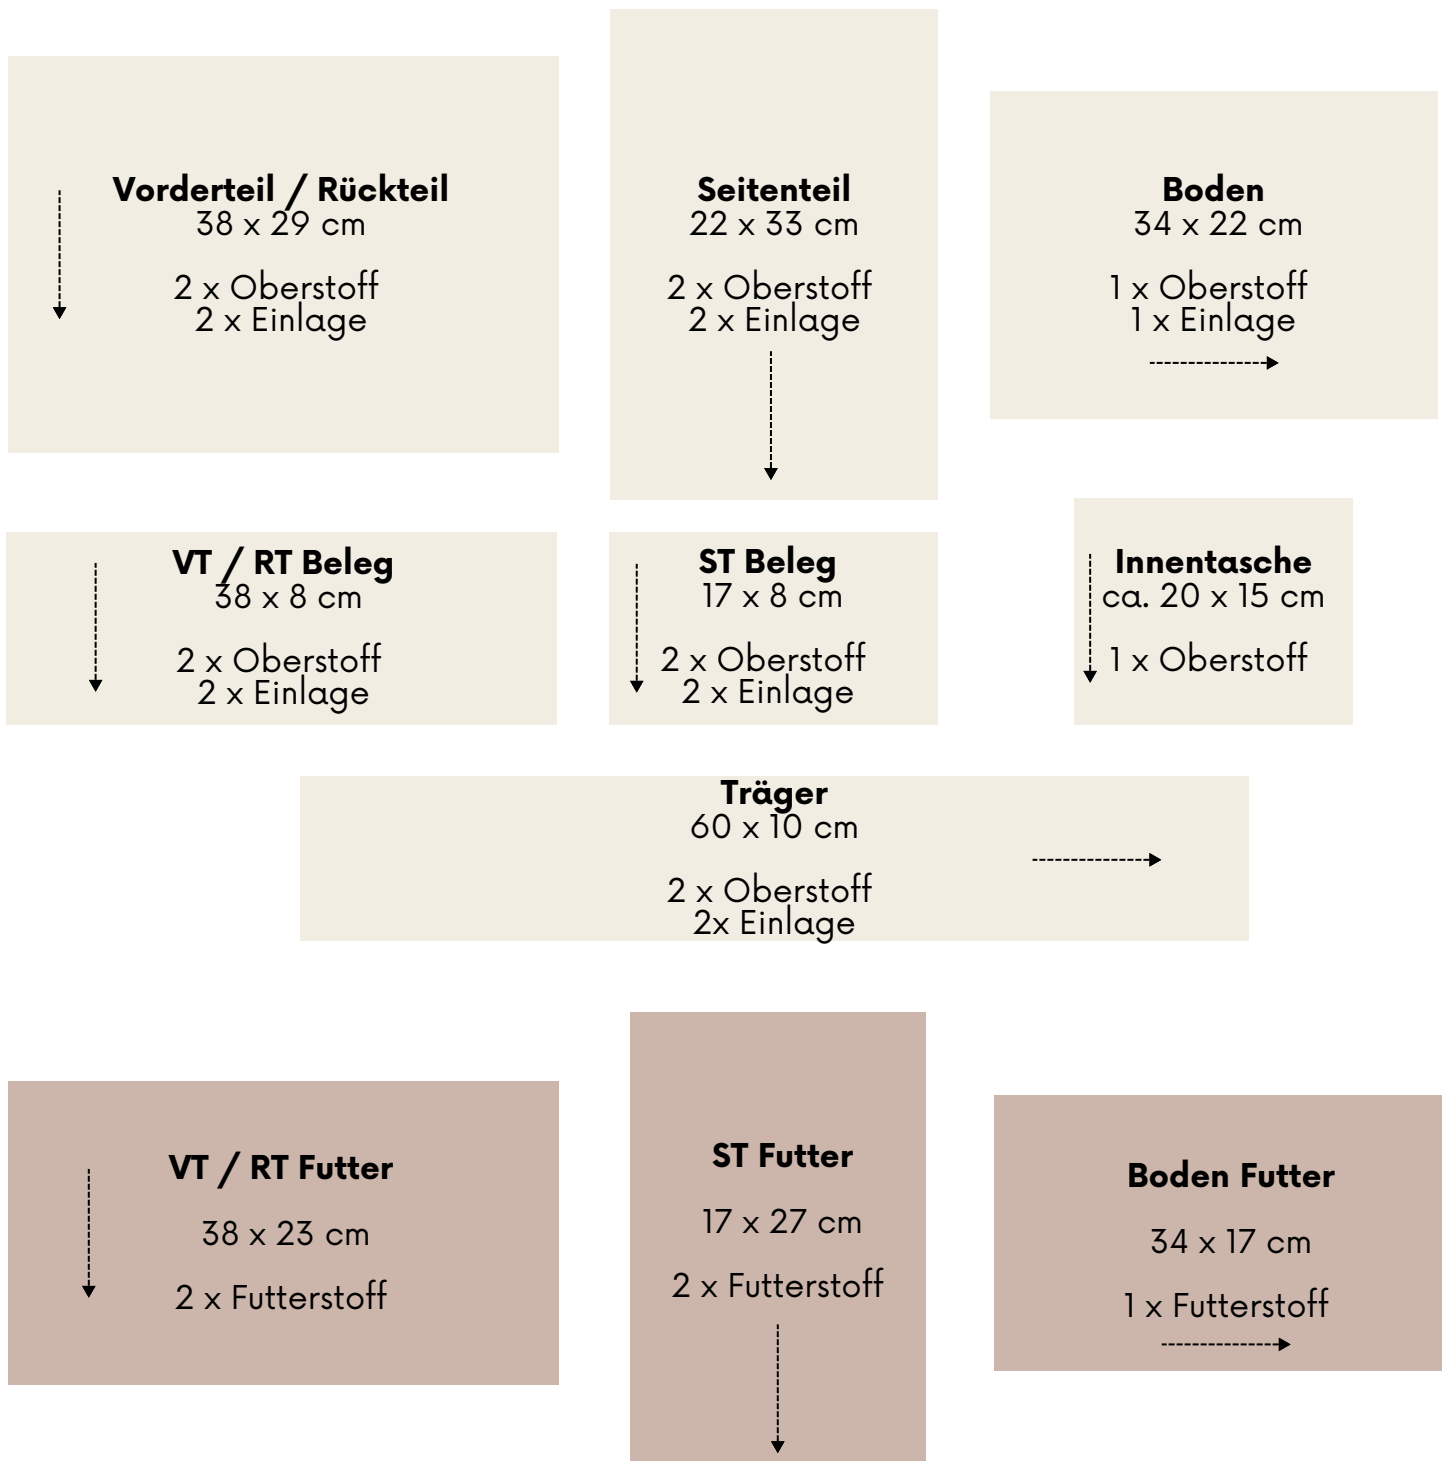 Vorderteil / Rückteil
38 x 29 cm
2 x Oberstoff
2 x Einlage
Seitenteil
22 x 33 cm
2 x Oberstoff
2 x Einlage
Boden
34 x 22 cm
1 x Oberstoff
1 x Einlage
VT / RT Beleg
38 x 8 cm
2 x Oberstoff
2 x Einlage
ST Beleg
17 x 8 cm
2 x Oberstoff
2 x Einlage
Innentasche
ca. 20 x 15 cm
1 x Oberstoff
Träger
60 x 10 cm
2 x Oberstoff
2x Einlage
VT / RT Futter
38 x 23 cm
2 x Futterstoff
ST Futter
17 x 27 cm
2 x Futterstoff
Boden Futter
34 x 17 cm
1 x Futterstoff